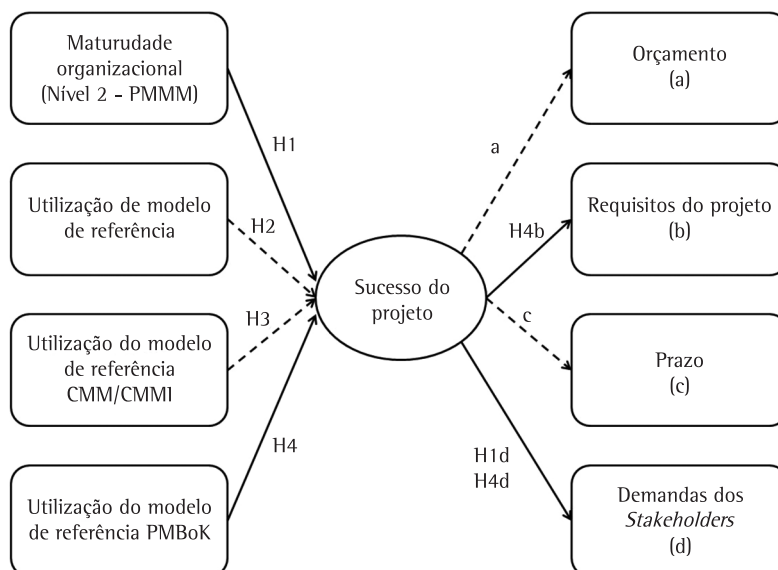 Maturudade
organizacional
(Nível 2 - PMMM)
Utilização de modelo
de referência
Utilização do modelo
de referência
CMM/CMMI
Utilização do modelo
de referência PMBoK
H1
H2
H3
H4
Sucesso do
projeto
a
H4b
c
H1d
H4d
Orçamento
(a)
Requisitos do projeto
(b)
Prazo
(c)
Demandas dos
Stakeholders
(d)